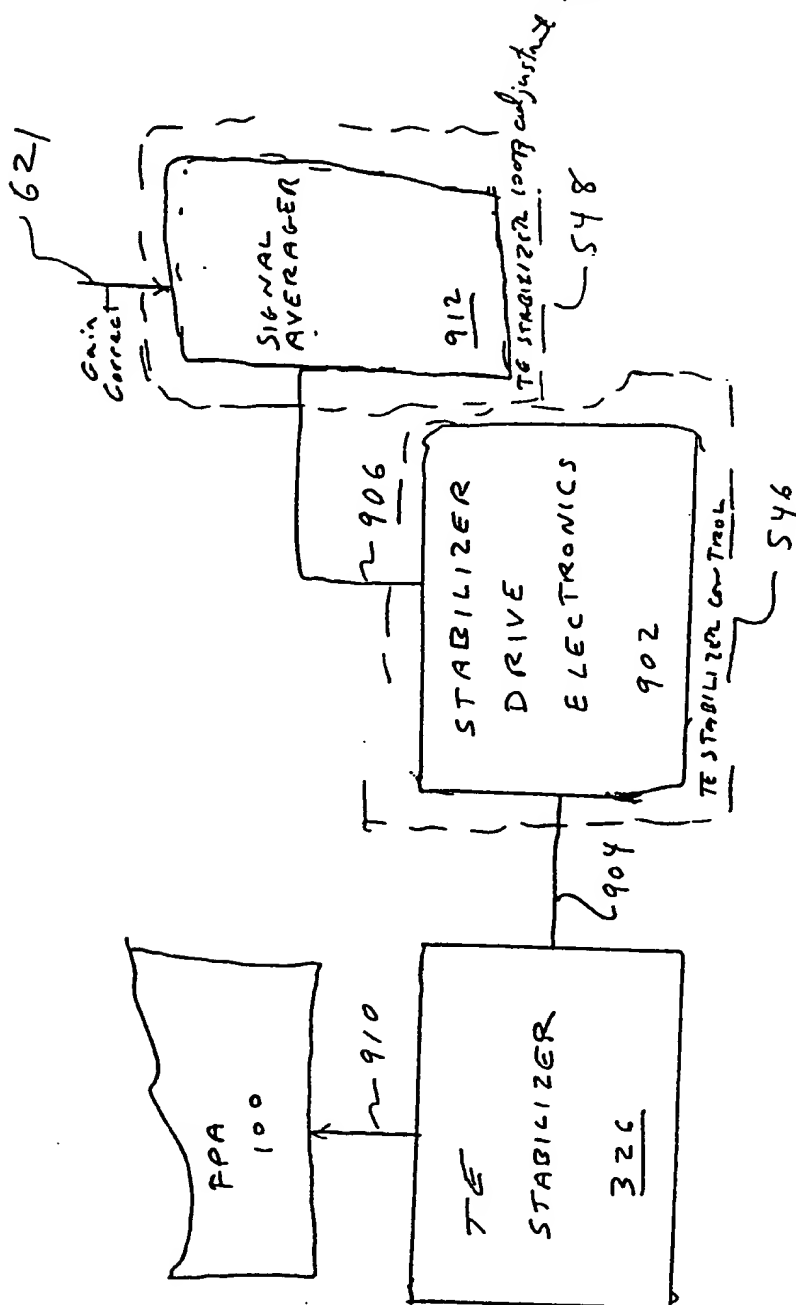 FPA
100
910
TE
STABILIZER
326
904
STABILIZER
DRIVE
ELECTRONICS
902
TE STABILIZER CONTROL
546
906
Gain
Correct
621
SIGNAL
AVERAGER
912
TE STABILIZER loop adjust
548